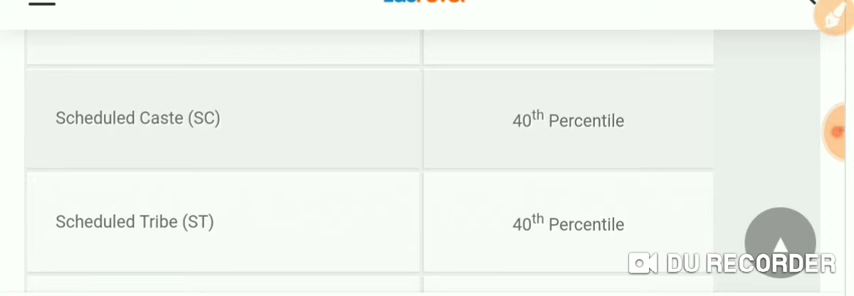 Scheduled Caste (SC) 40th Percentile
Scheduled Tribe (ST) 40th Percentile
DU RECORDER